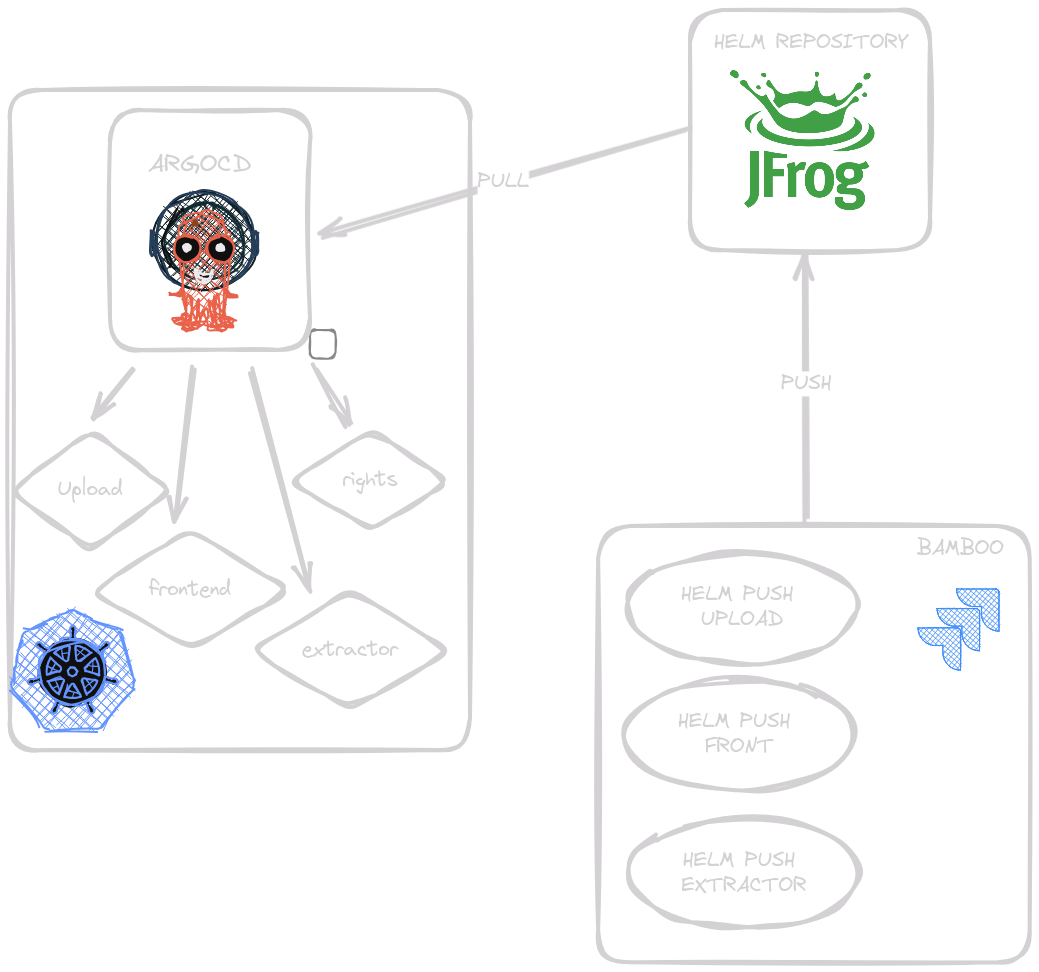 HELM REPOSITORY
JFrog
ARGOCD
PULL
PUSH
Upload
rights
frontend
extractor
BAMBOO
HELM PUSH
UPLOAD
HELM PUSH
FRONT
HELM PUSH
EXTRACTOR